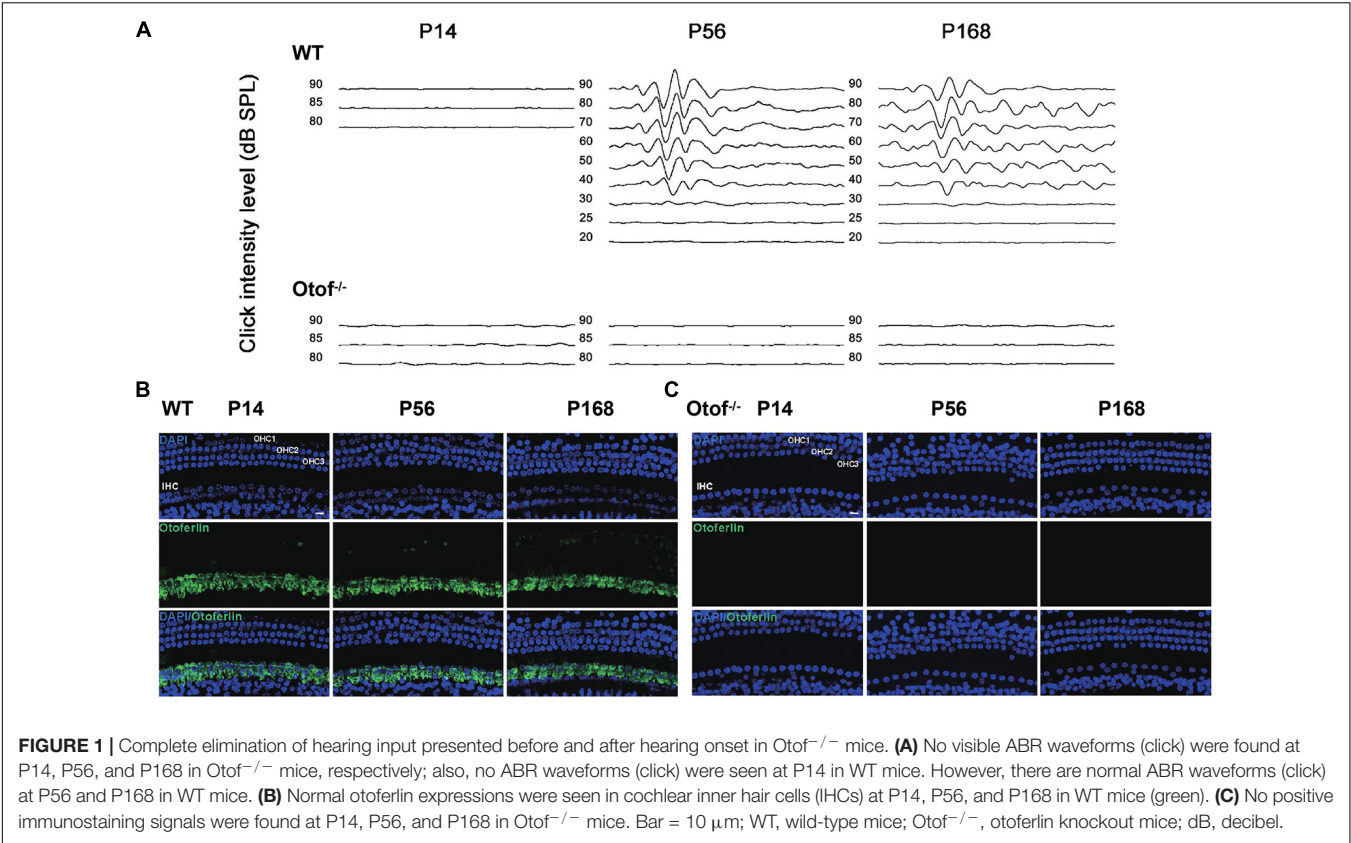 A
P14 P56 P168
WT
Click intensity level (dB SPL)
90 90 90
85 80 80
80 70 70
60 60
50 50
40 40
30 30
25 25
20 20
Otof-/-
90 90 90
85 85 85
80 80 80
B C
WT P14 P56 P168 Otof-/- P14 P56 P168
DAPI OHC1 DAPI OHC1
OHC2 OHC2
OHC3 OHC3
IHC IHC
Otoferlin Otoferlin
DAPI/Otoferlin DAPI/Otoferlin
FIGURE 1 | Complete elimination of hearing input presented before and after hearing onset in Otof−/− mice. (A) No visible ABR waveforms (click) were found at
P14, P56, and P168 in Otof−/− mice, respectively; also, no ABR waveforms (click) were seen at P14 in WT mice. However, there are normal ABR waveforms (click)
at P56 and P168 in WT mice. (B) Normal otoferlin expressions were seen in cochlear inner hair cells (IHCs) at P14, P56, and P168 in WT mice (green). (C) No positive
immunostaining signals were found at P14, P56, and P168 in Otof−/− mice. Bar = 10 μm; WT, wild-type mice; Otof−/−, otoferlin knockout mice; dB, decibel.